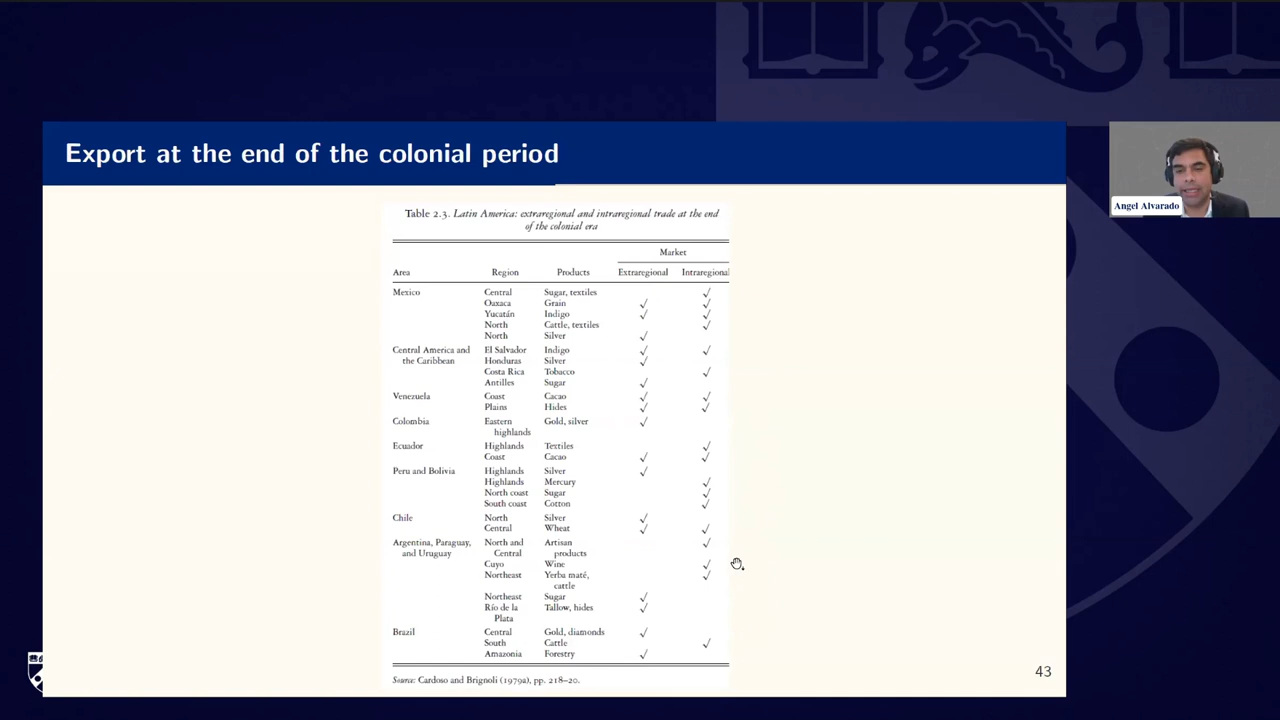 Export at the end of the colonial period
Angel Alvarado
Table 2.3. Latin America: extraregional and intraregional trade at the end
of the colonial era
Market
Area Region Products Extraregional Intraregional
Mexico Central Sugar, textiles ✓
Oaxaca Grain ✓ ✓
Yucatán Indigo ✓ ✓
North Cattle, textiles ✓
North Silver ✓
Central America and El Salvador Indigo ✓ ✓
the Caribbean Honduras Silver ✓
Costa Rica Tobacco ✓
Antilles Sugar ✓
Venezuela Coast Cacao ✓ ✓
Plains Hides ✓ ✓
Colombia Eastern Gold, silver ✓
highlands
Ecuador Highlands Textiles ✓
Coast Cacao ✓ ✓
Peru and Bolivia Highlands Silver ✓
Highlands Mercury ✓
North coast Sugar ✓
South coast Cotton ✓
Chile North Silver ✓
Central Wheat ✓ ✓
Argentina, Paraguay, North and Artisan ✓
and Uruguay Central products
Cuyo Wine ✓
Northeast Yerba maté, ✓
cattle
Northeast Sugar ✓
Río de la Tallow, hides ✓
Plata
Brazil Central Gold, diamonds ✓
South Cattle ✓
Amazonia Forestry ✓
Source: Cardoso and Brignoli (1979a), pp. 218–20.
43